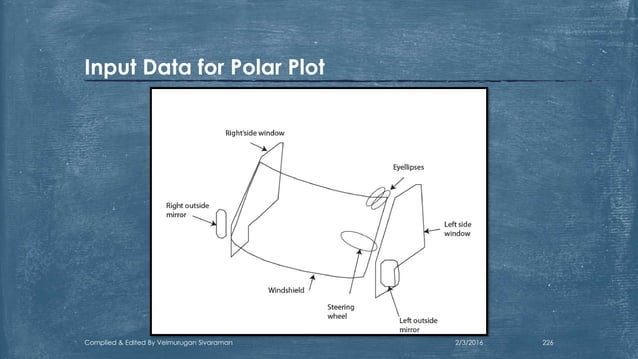 Input Data for Polar Plot
Right'side window
Eyellipses
Right outside
mirror
Left side
window
Windshield
Steering
wheel
Left outside
mirror
Complied & Edited By Velmurugan Sivaraman
2/3/2016
226